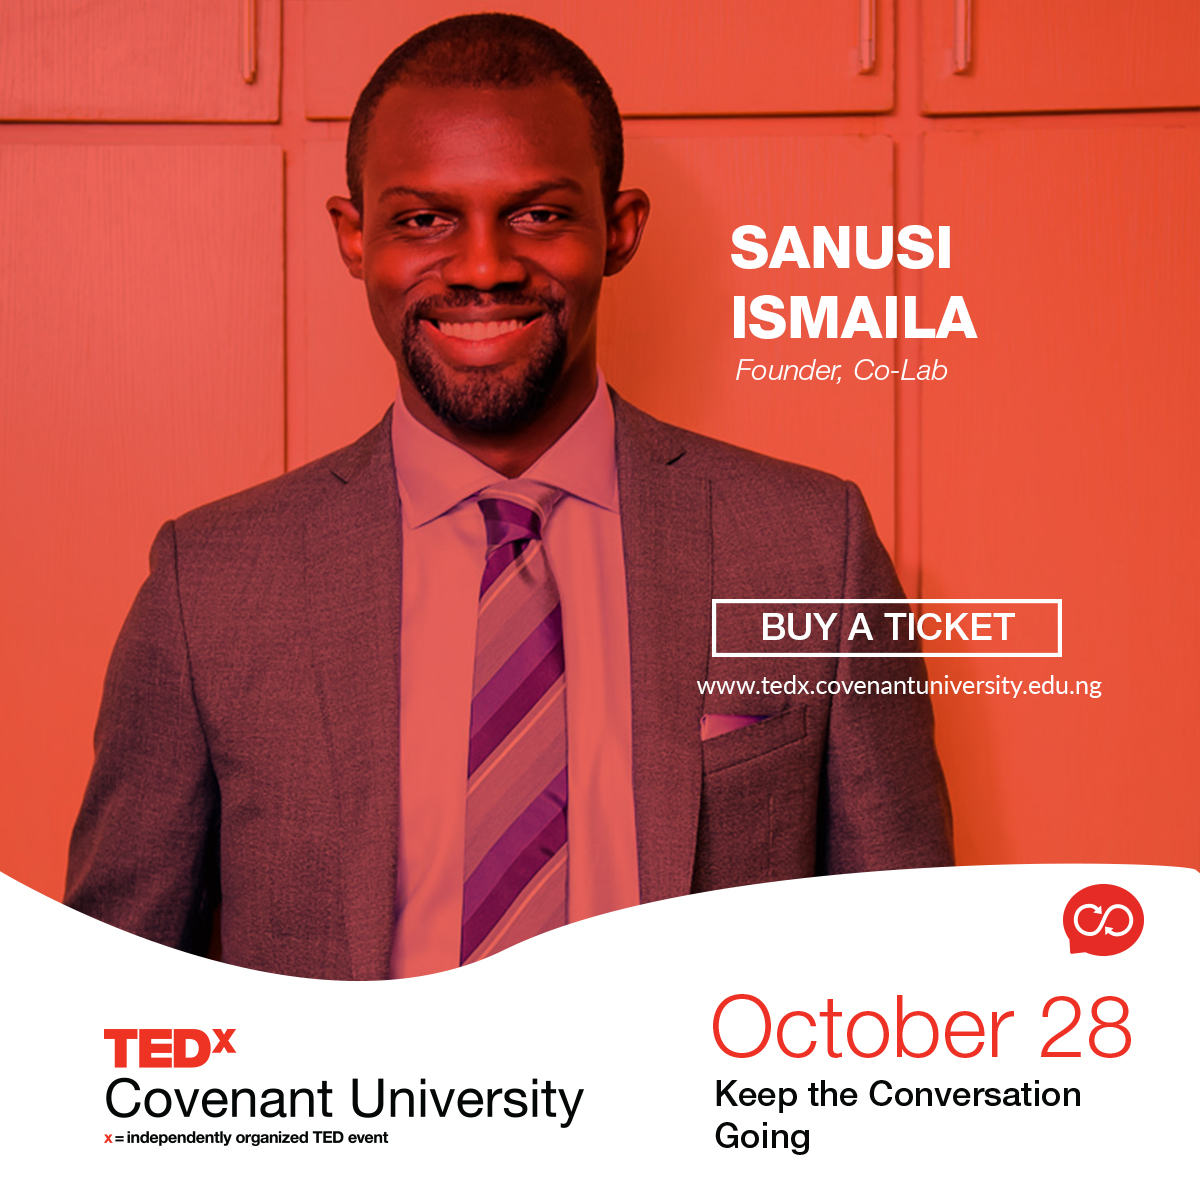 SANUSI
ISMAILA
Founder, Co-Lab
BUY A TICKET
www.tedx.covenantuniversity.edu.ng
TEDx
Covenant University
x = independently organized TED event
October 28
Keep the Conversation
Going